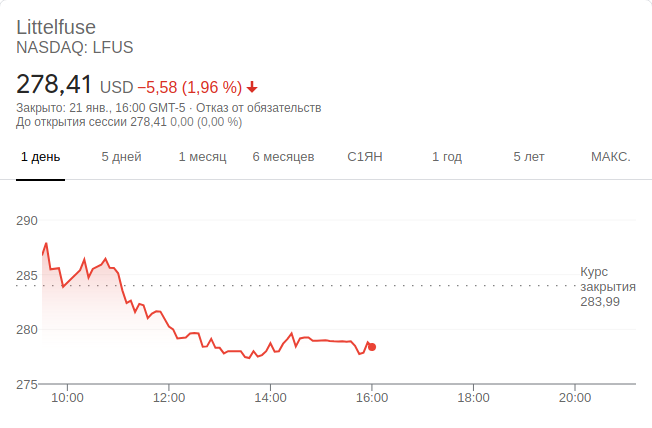 Littelfuse
NASDAQ: LFUS
278,41 USD −5,58 (1,96 %)
Закрыто: 21 янв., 16:00 GMT-5 · Отказ от обязательств
До открытия сессии 278,41 0,00 (0,00 %)
1 день 5 дней 1 месяц 6 месяцев С1ЯН 1 год 5 лет МАКС.
290
285
280
275
Курс
закрытия
283,99
10:00 12:00 14:00 16:00 18:00 20:00